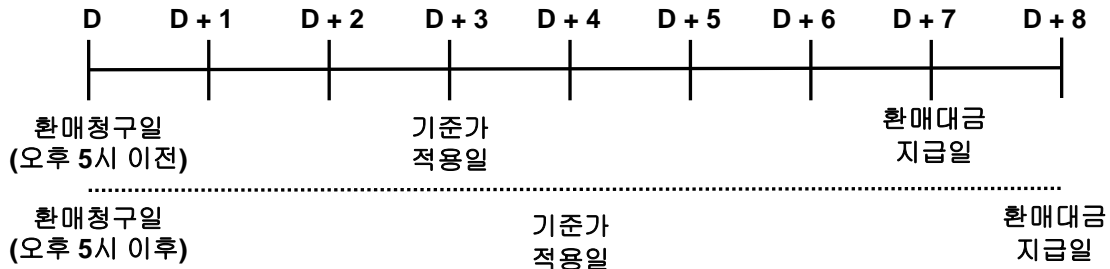 D D + 1 D + 2 D + 3 D + 4 D + 5 D + 6 D + 7 D + 8
환매청구일
(오후 5시 이전)
기준가
적용일
환매대금
지급일
환매청구일
(오후 5시 이후)
기준가
적용일
환매대금
지급일